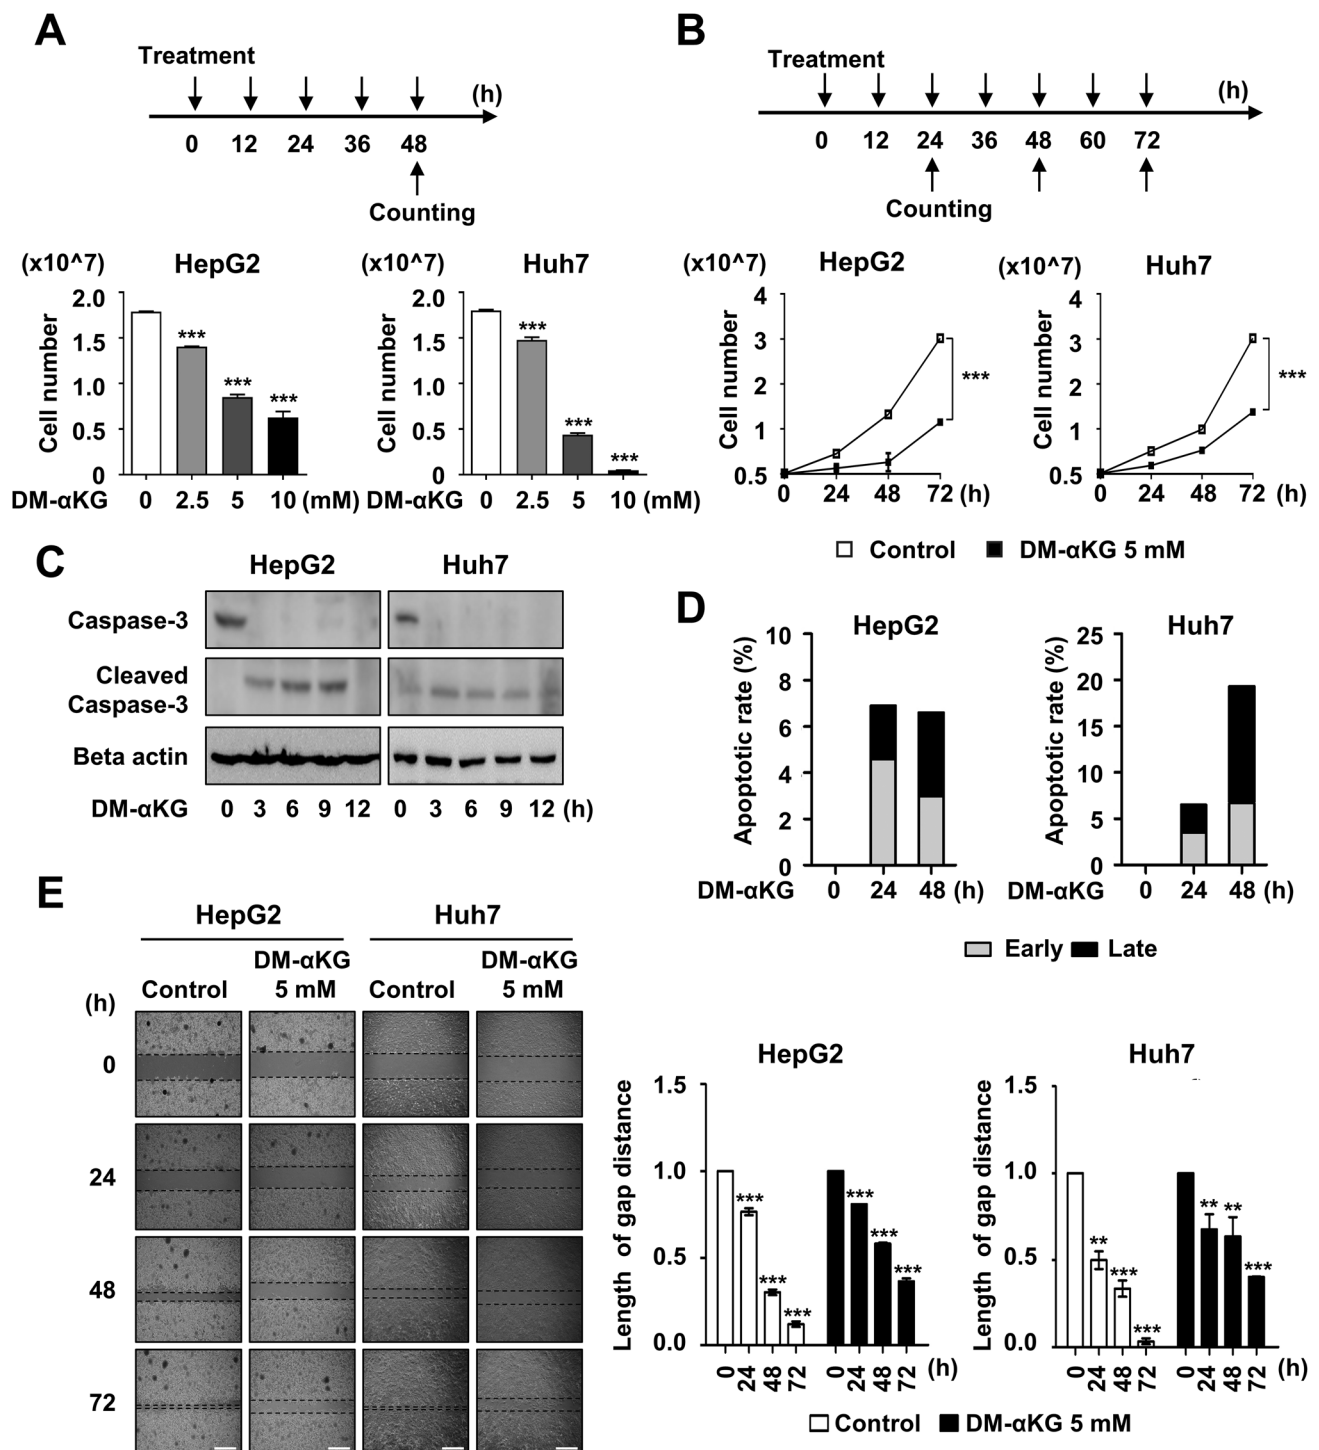 A
Treatment
(h)
0 12 24 36 48
Counting
(x10^7) HepG2
Cell number
2.0
1.5
1.0
0.5
0
*** *** ***
DM-αKG 0 2.5 5 10 (mM)
(x10^7) Huh7
Cell number
2.0
1.5
1.0
0.5
0
*** *** ***
DM-αKG 0 2.5 5 10 (mM)
B
Treatment
(h)
0 12 24 36 48 60 72
Counting
(x10^7) HepG2
Cell number
4
3
2
1
0.5
***
0 24 48 72 (h)
(x10^7) Huh7
Cell number
4
3
2
1
0.5
***
0 24 48 72 (h)
Control DM-αKG 5 mM
C
HepG2 Huh7
Caspase-3
Cleaved
Caspase-3
Beta actin
DM-αKG 0 3 6 9 12 0 3 6 9 12 (h)
D
HepG2
Apoptotic rate (%)
10
8
6
4
2
0
DM-αKG 0 24 48 (h)
Huh7
Apoptotic rate (%)
25
20
15
10
5
0
DM-αKG 0 24 48 (h)
Early Late
E
HepG2 Huh7
DM-αKG DM-αKG
Control 5 mM Control 5 mM
(h)
0
24
48
72
HepG2
Length of gap distance
1.5
1.0
0.5
0.0
*** *** *** *** *** ***
0 24 48 72 0 24 48 72 (h)
Huh7
Length of gap distance
1.5
1.0
0.5
0.0
** *** *** ** ** ***
0 24 48 72 0 24 48 72 (h)
Control DM-αKG 5 mM